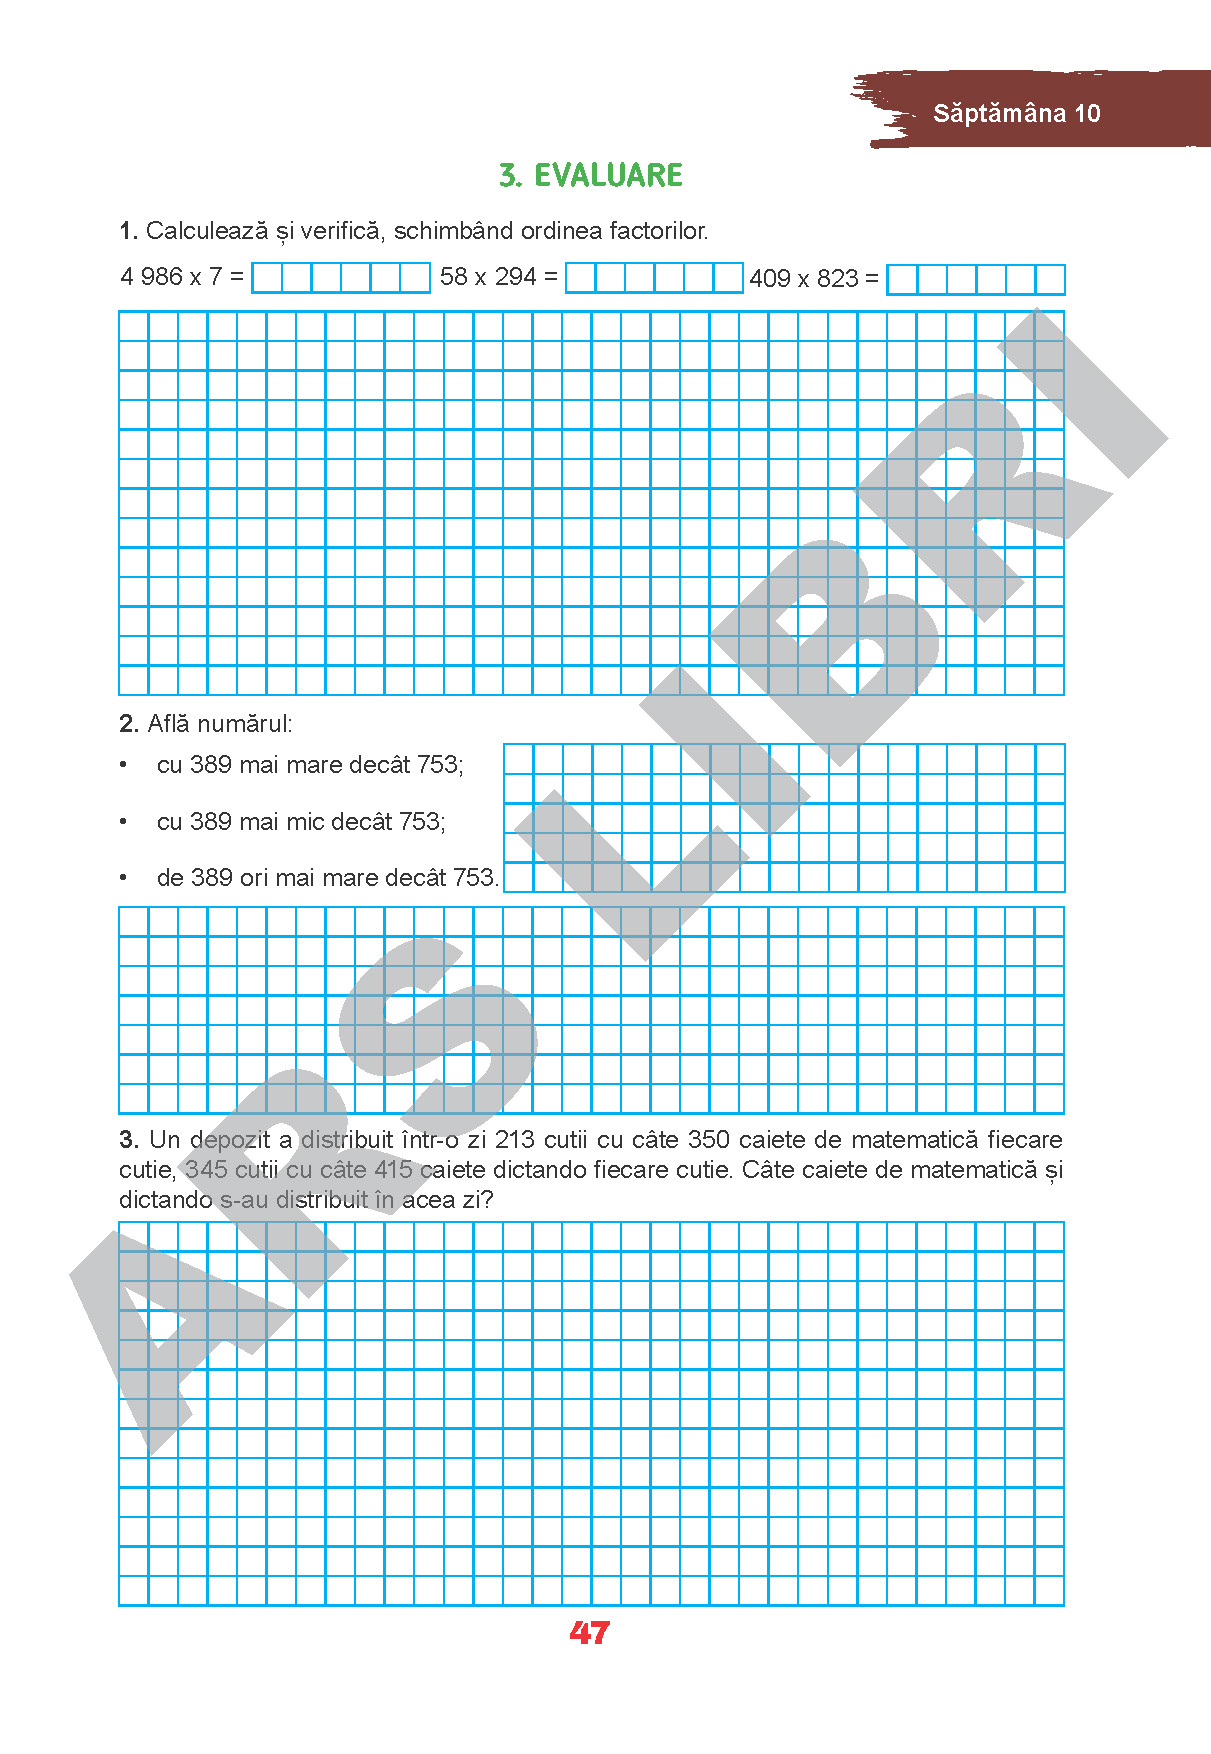 Săptămâna 10
3. EVALUARE
1. Calculează și verifică, schimbând ordinea factorilor.
4 986 x 7 = 58 x 294 = 409 x 823 =
2. Află numărul:
• cu 389 mai mare decât 753;
• cu 389 mai mic decât 753;
• de 389 ori mai mare decât 753.
3. Un depozit a distribuit într-o zi 213 cutii cu câte 350 caiete de matematică fiecare
cutie, 345 cutii cu câte 415 caiete dictando fiecare cutie. Câte caiete de matematică și
dictando s-au distribuit în acea zi?
47
ARS LIBRI